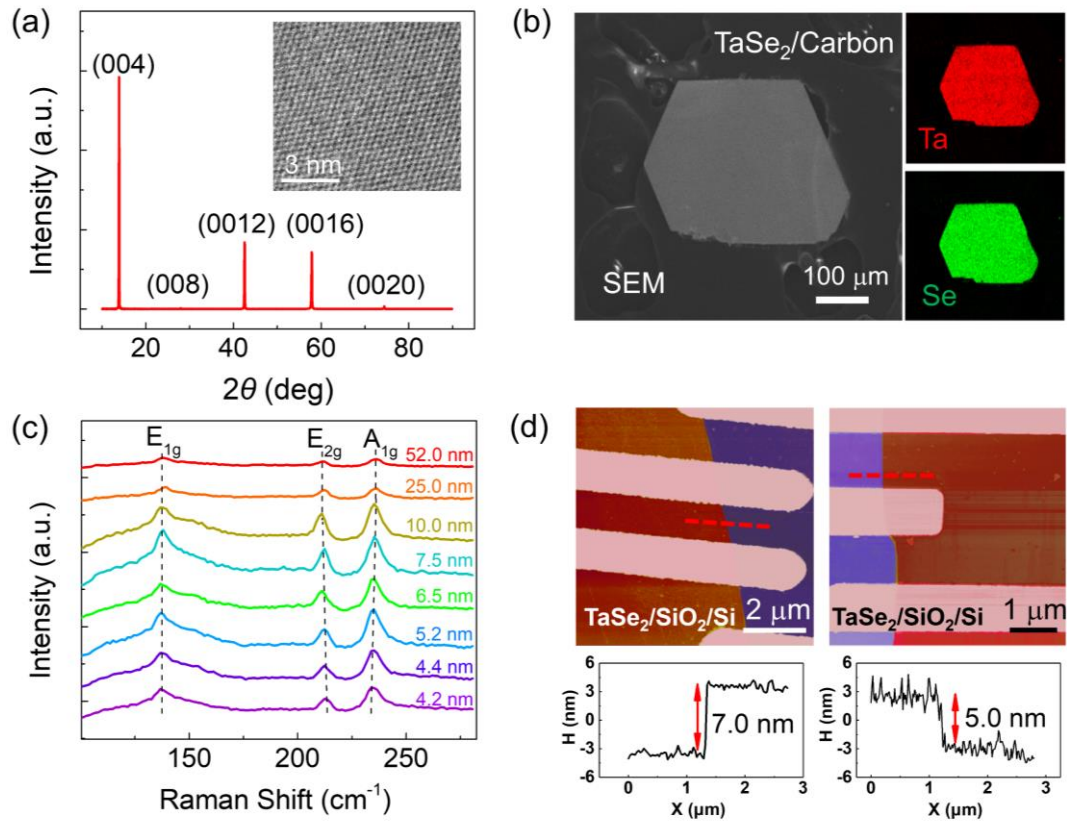 (a)
Intensity (a.u.)
(004)
(008)
(0012)
(0016)
(0020)
3 nm
20
40
60
80
2θ (deg)
(b)
TaSe₂/Carbon
SEM
100 μm
Ta
Se
(c)
Intensity (a.u.)
E₁g
E₂g
A₁g
52.0 nm
25.0 nm
10.0 nm
7.5 nm
6.5 nm
5.2 nm
4.4 nm
4.2 nm
150
200
250
Raman Shift (cm⁻¹)
(d)
TaSe₂/SiO₂/Si
2 μm
TaSe₂/SiO₂/Si
1 μm
H (nm)
6
3
0
-3
-6
7.0 nm
0
1
2
3
X (μm)
H (nm)
6
3
0
-3
-6
5.0 nm
0
1
2
3
X (μm)